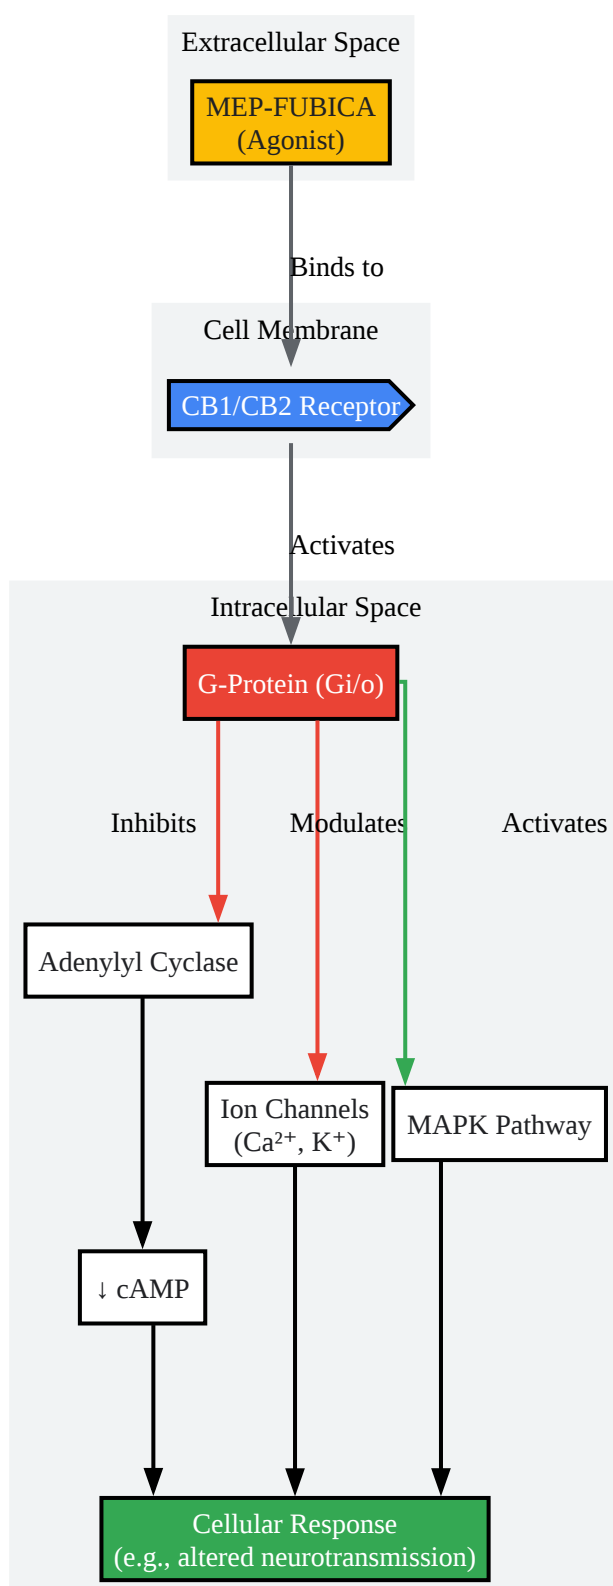 Extracellular Space
MEP-FUBICA
(Agonist)
Binds to
Cell Membrane
CB1/CB2 Receptor
Activates
Intracellular Space
G-Protein (Gi/o)
Inhibits
Modulates
Activates
Adenylyl Cyclase
Ion Channels
(Ca²⁺, K⁺)
MAPK Pathway
↓ cAMP
Cellular Response
(e.g., altered neurotransmission)